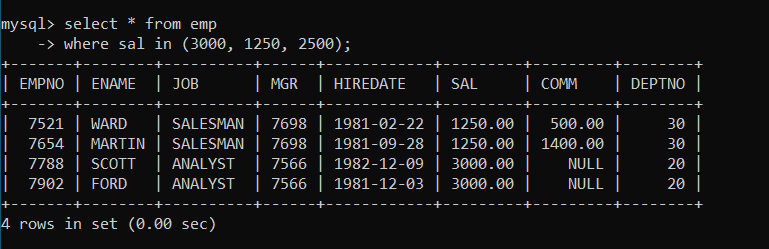 mysql> select * from emp
    -> where sal in (3000, 1250, 2500);
+-------+--------+----------+------+------------+---------+---------+--------+
| EMPNO | ENAME  | JOB      | MGR  | HIREDATE   | SAL     | COMM    | DEPTNO |
+-------+--------+----------+------+------------+---------+---------+--------+
|  7521 | WARD   | SALESMAN | 7698 | 1981-02-22 | 1250.00 |  500.00 |     30 |
|  7654 | MARTIN | SALESMAN | 7698 | 1981-09-28 | 1250.00 | 1400.00 |     30 |
|  7788 | SCOTT  | ANALYST  | 7566 | 1982-12-09 | 3000.00 |    NULL |     20 |
|  7902 | FORD   | ANALYST  | 7566 | 1981-12-03 | 3000.00 |    NULL |     20 |
+-------+--------+----------+------+------------+---------+---------+--------+
4 rows in set (0.00 sec)